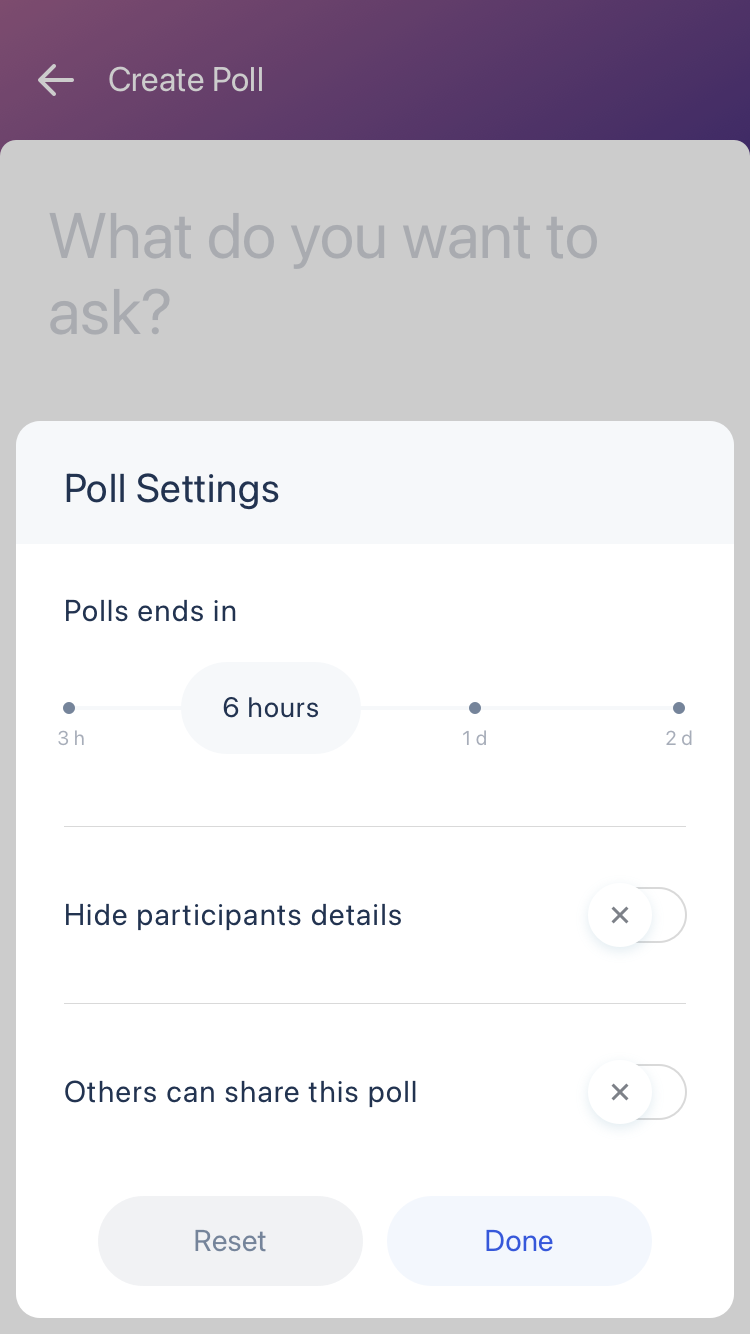 Create Poll
What do you want to
ask?
Poll Settings
Polls ends in
6 hours
3 h
1 d
2 d
Hide participants details
Others can share this poll
Reset
Done